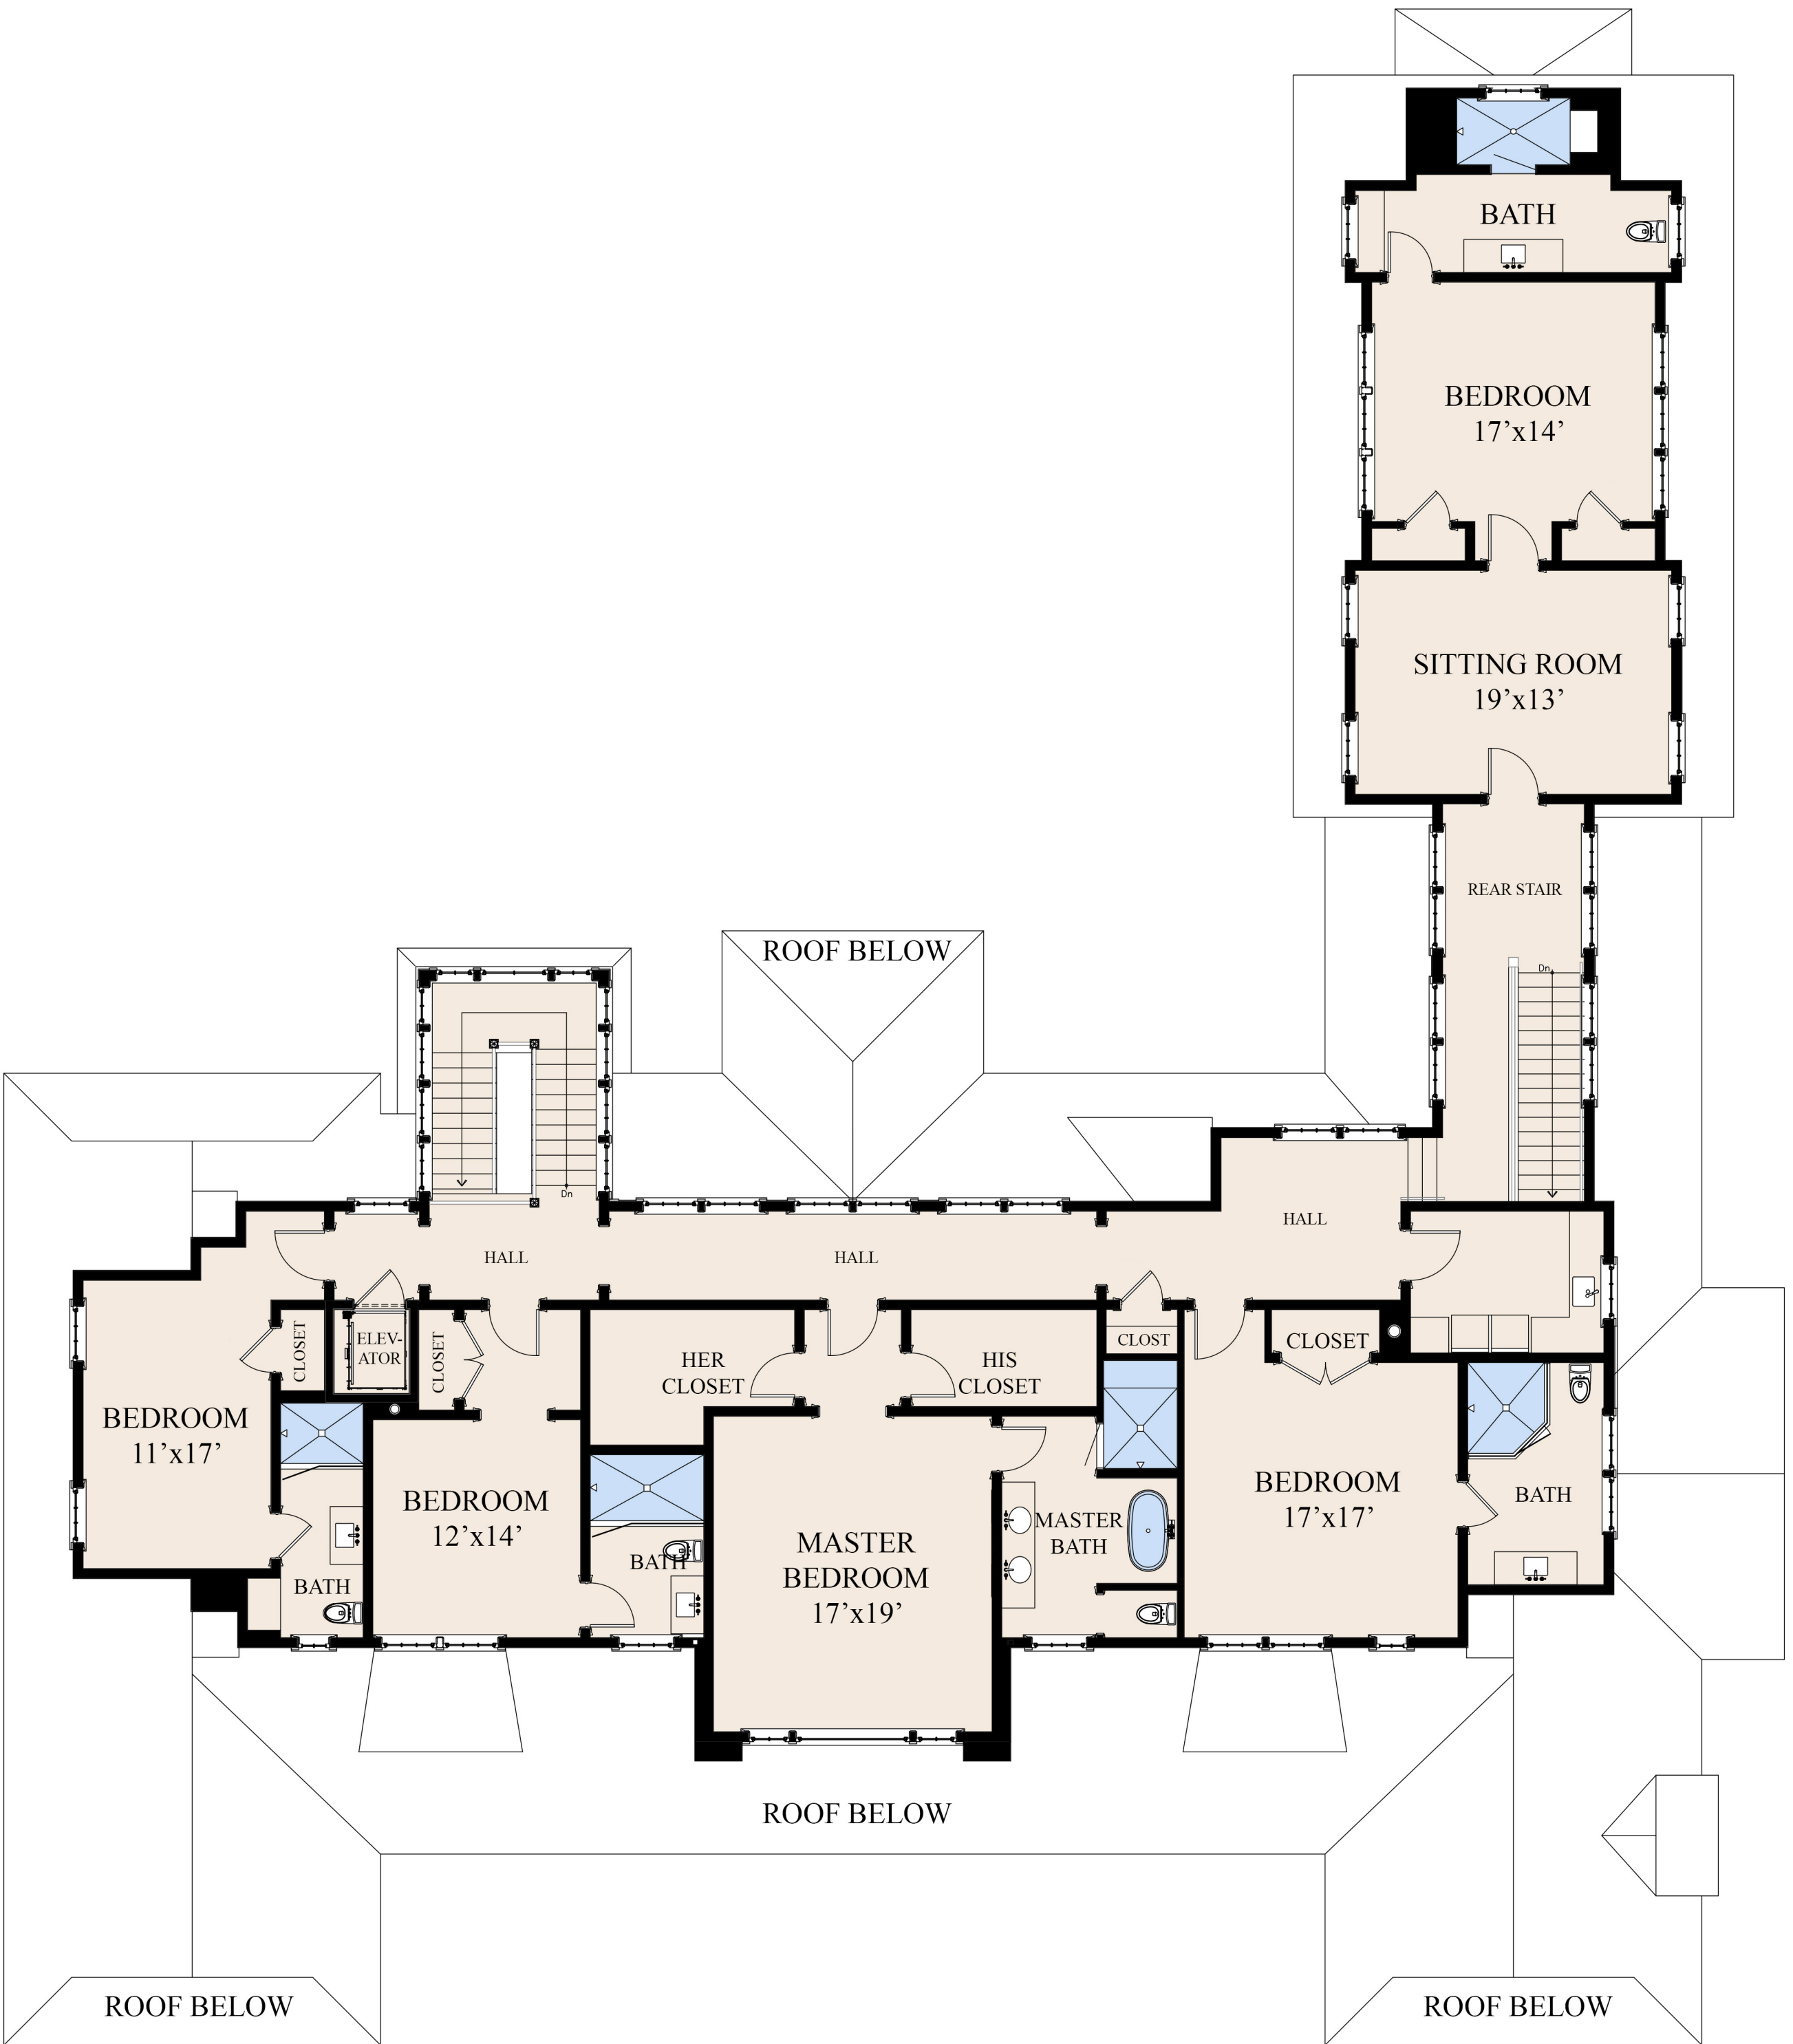 BATH
BEDROOM
17’x14’
SITTING ROOM
19’x13’
REAR STAIR
ROOF BELOW
Dn
Dn
HALL
HALL
HALL
CLOSET
ELEV-
ATOR
CLOSET
HER
CLOSET
HIS
CLOSET
CLOST
CLOSET
BEDROOM
11’x17’
BEDROOM
12’x14’
BATH
BATH
MASTER
BEDROOM
17’x19’
MASTER
BATH
BEDROOM
17’x17’
BATH
ROOF BELOW
ROOF BELOW
ROOF BELOW